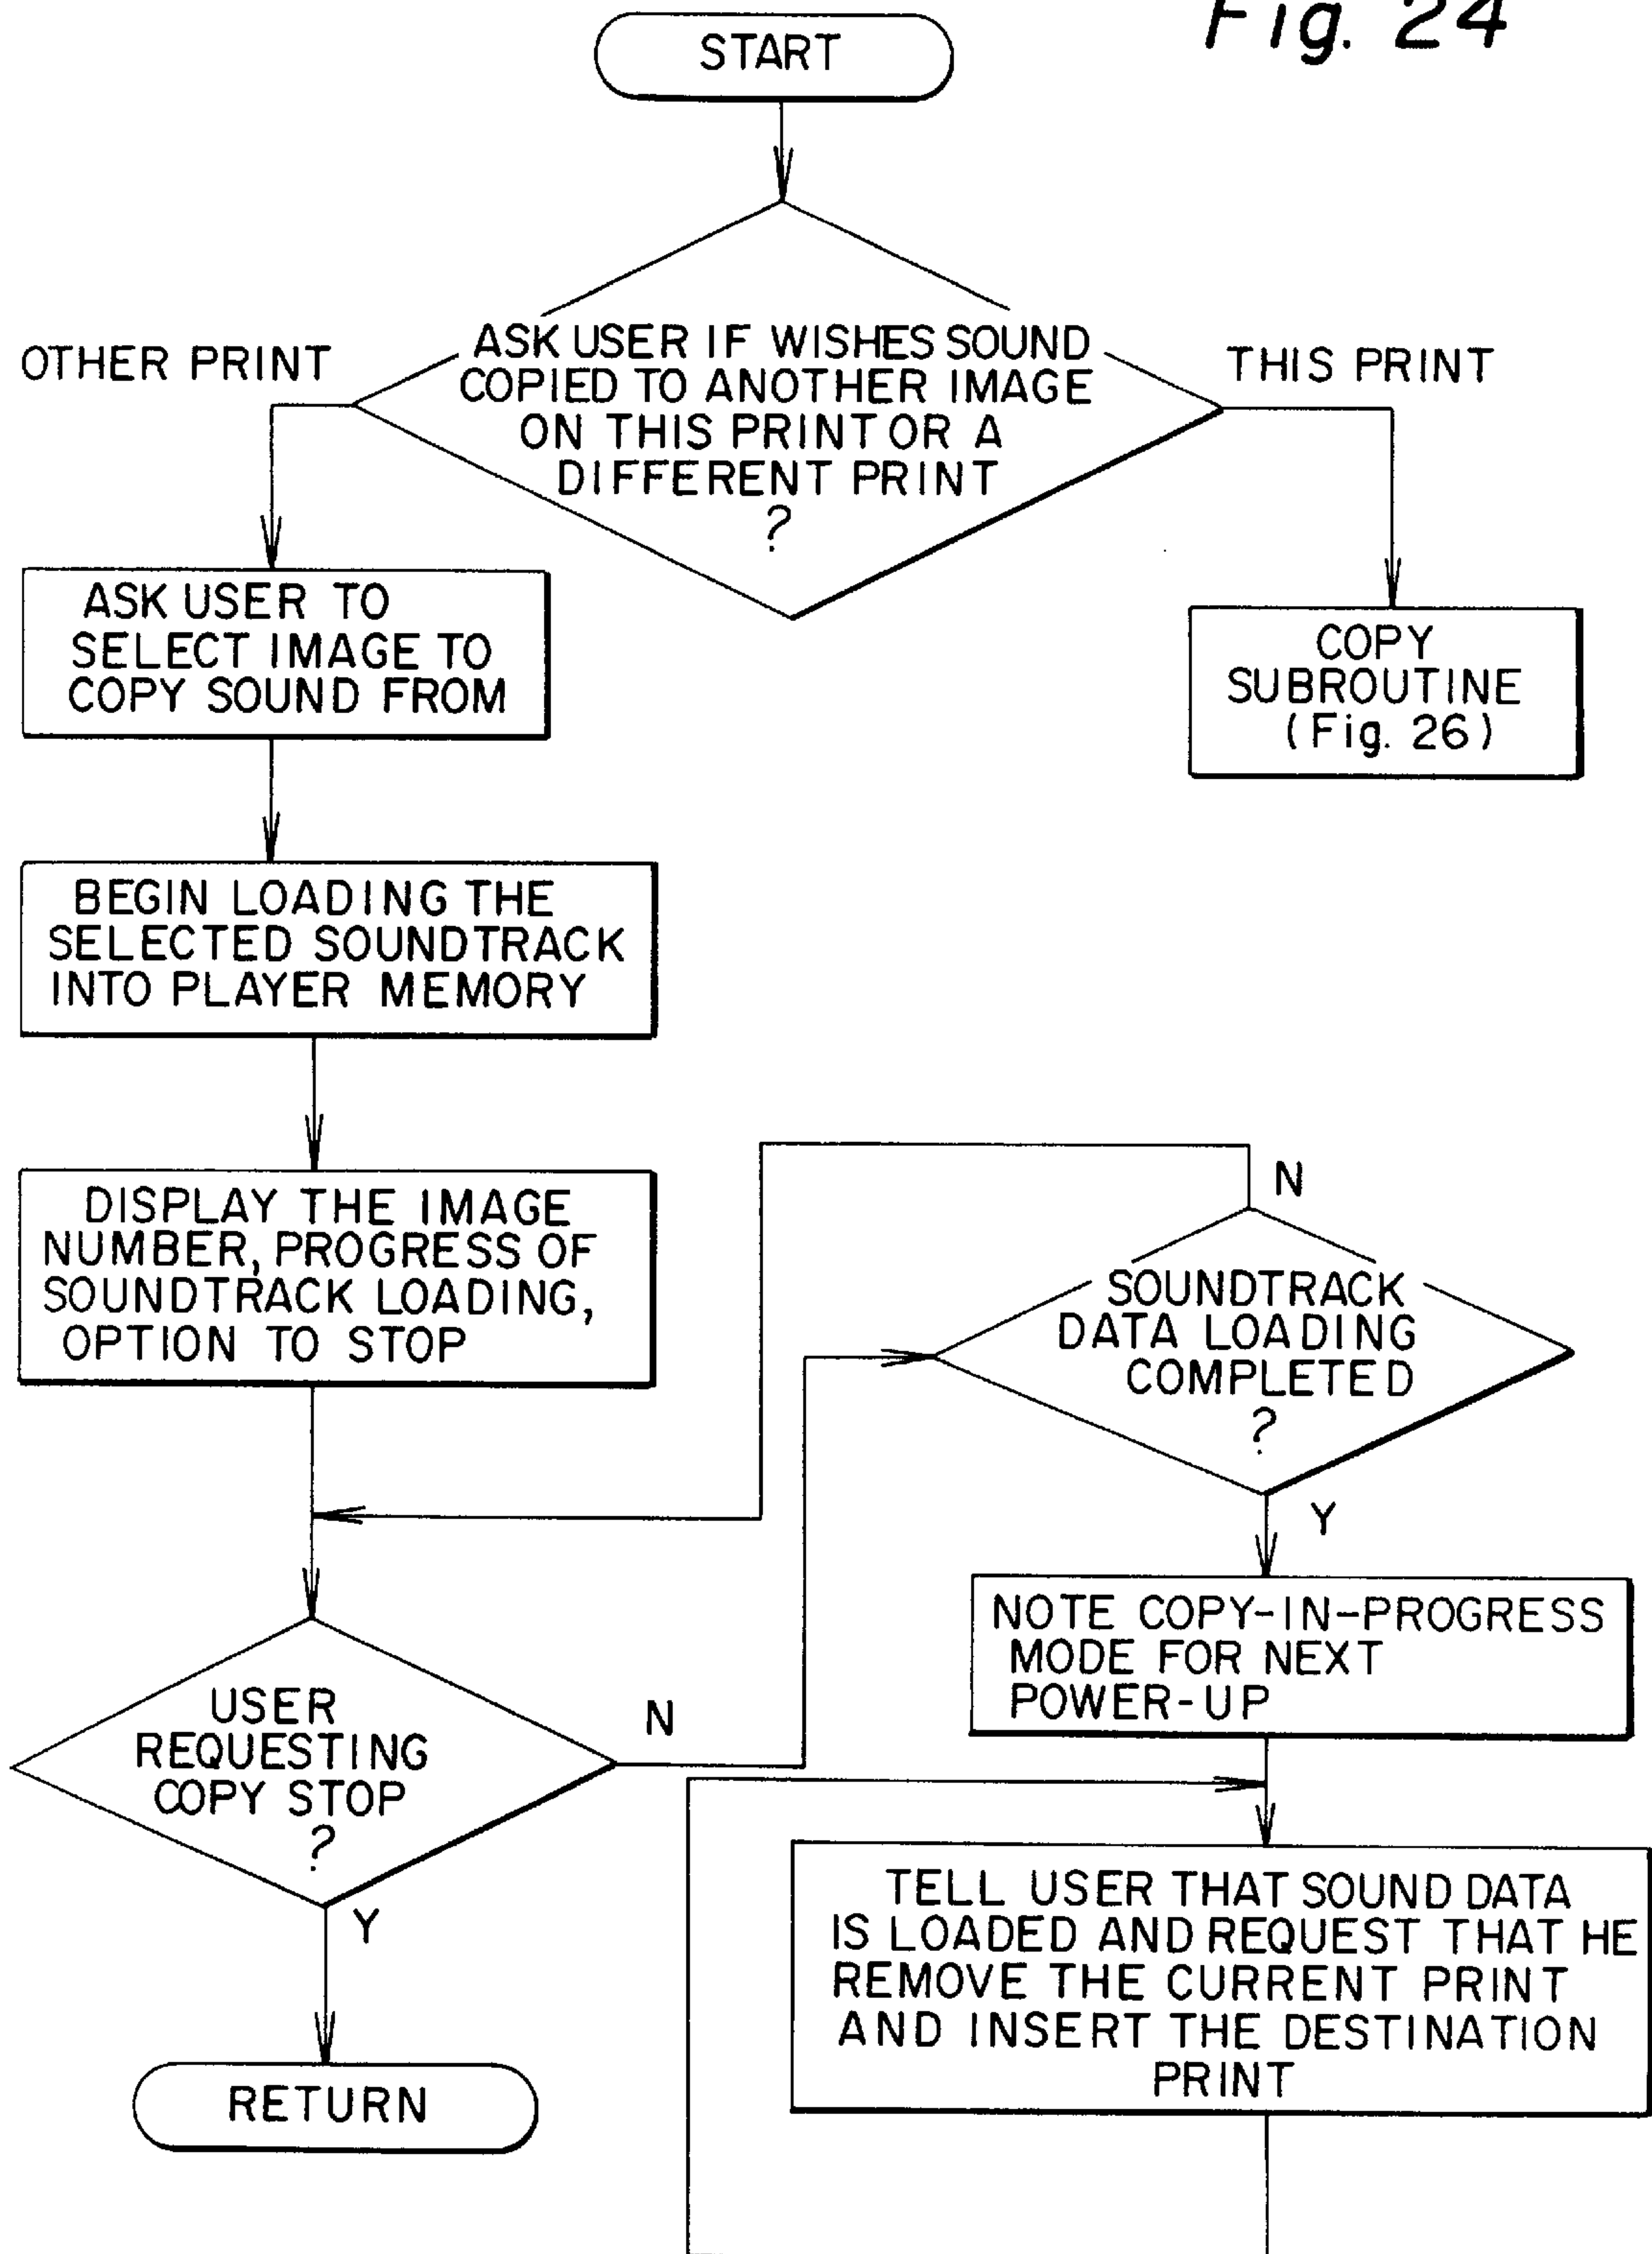 Fig. 24
START
ASK USER IF WISHES SOUND
COPIED TO ANOTHER IMAGE
ON THIS PRINT OR A
DIFFERENT PRINT
?
OTHER PRINT
THIS PRINT
ASK USER TO
SELECT IMAGE TO
COPY SOUND FROM
COPY
SUBROUTINE
(Fig. 26)
BEGIN LOADING THE
SELECTED SOUNDTRACK
INTO PLAYER MEMORY
DISPLAY THE IMAGE
NUMBER, PROGRESS OF
SOUNDTRACK LOADING,
OPTION TO STOP
N
SOUNDTRACK
DATA LOADING
COMPLETED
?
Y
USER
REQUESTING
COPY STOP
?
N
Y
RETURN
NOTE COPY-IN-PROGRESS
MODE FOR NEXT
POWER-UP
TELL USER THAT SOUND DATA
IS LOADED AND REQUEST THAT HE
REMOVE THE CURRENT PRINT
AND INSERT THE DESTINATION
PRINT